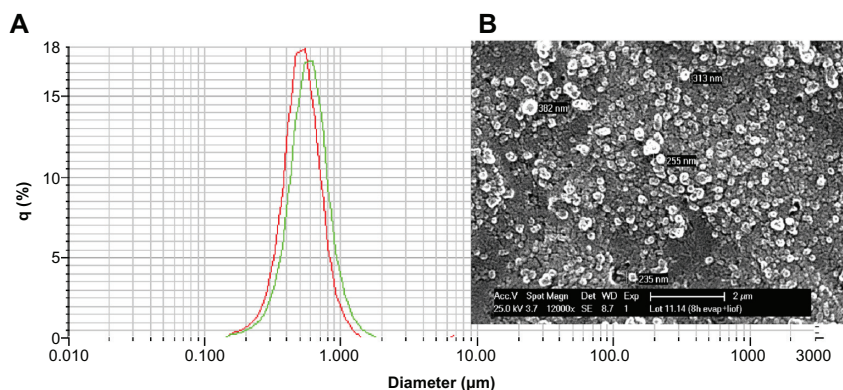 A
B
18
15
10
5
0
q (%)
0.010 0.100 1.000 10.00 100.0 1000 3000
Diameter (µm)
313 nm
382 nm
255 nm
235 nm
Acc.V Spot Magn Det WD Exp 2 µm
25.0 kV 3.7 12000x SE 8.7 1 Lot 11.14 (8h evap+liof)